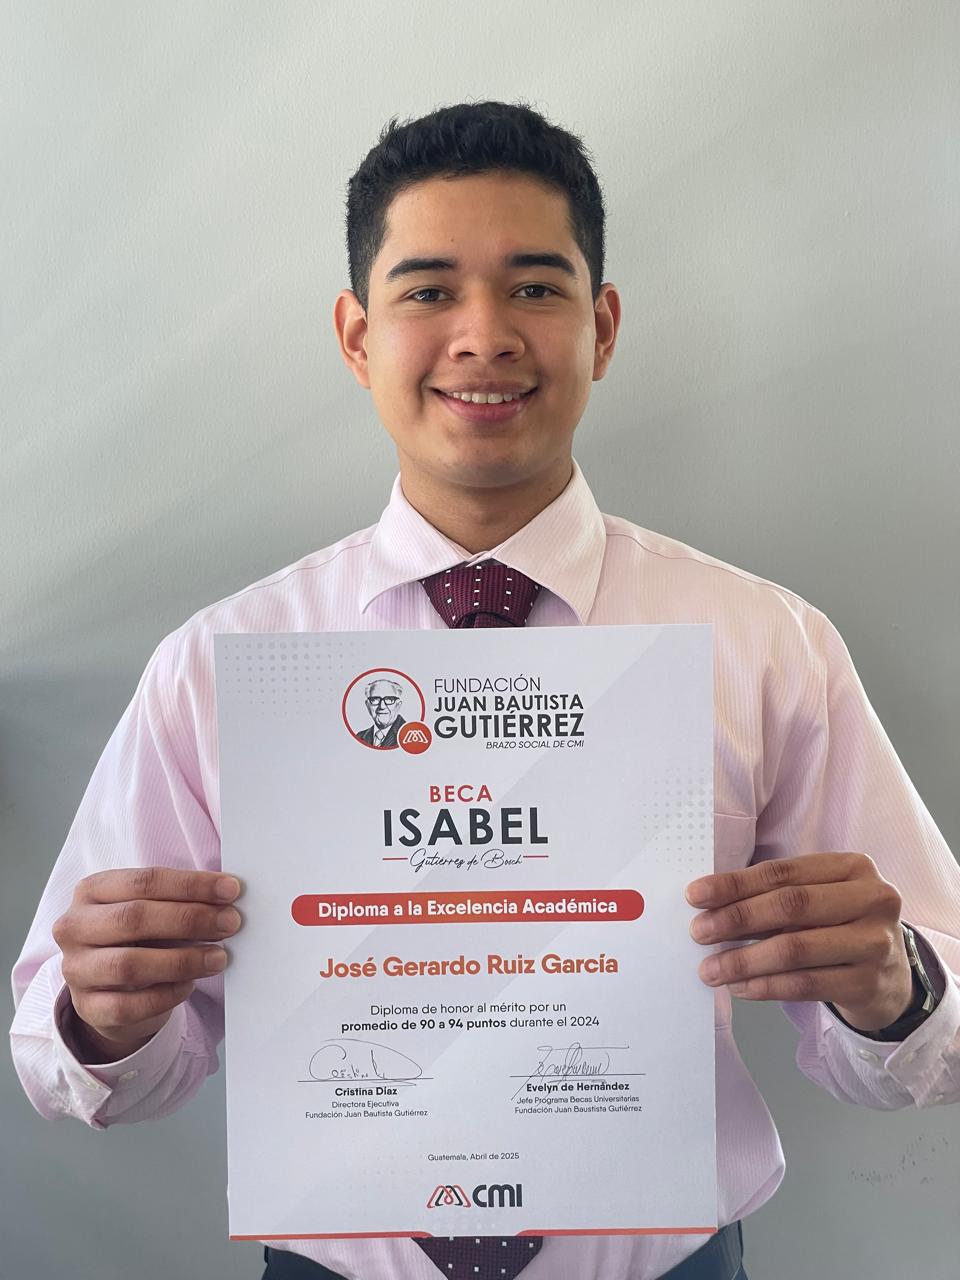 FUNDACIÓN
JUAN BAUTISTA
GUTIÉRREZ
BRAZO SOCIAL DE CMI
BECA
ISABEL
Gutiérrez de Bosch
Diploma a la Excelencia Académica
José Gerardo Ruiz García
Diploma de honor al mérito por un
promedio de 90 a 94 puntos durante el 2024
Cristina Díaz
Directora Ejecutiva
Fundación Juan Bautista Gutiérrez
Evelyn de Hernández
Jefe Programa Becas Universitarias
Fundación Juan Baustista Gutiérrez
Guatemala, Abril de 2025
CMI